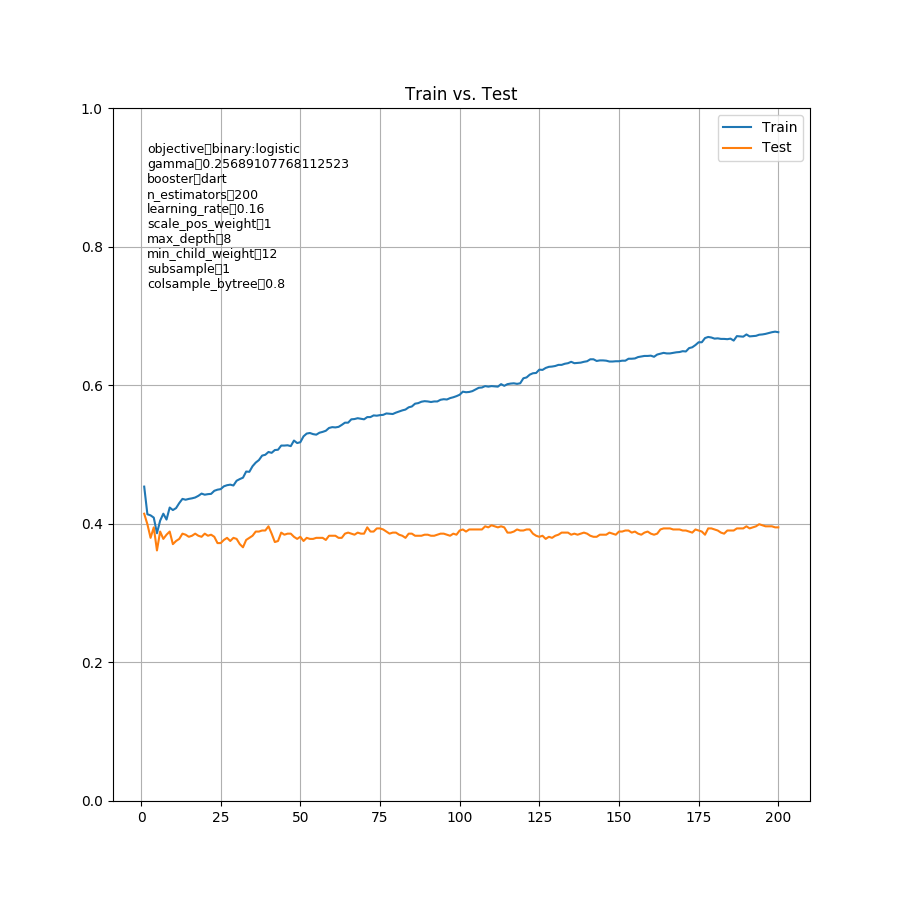 Train vs. Test
1.0
0.8
0.6
0.4
0.2
0.0
objective▯binary:logistic
gamma▯0.25689107768112523
booster▯dart
n_estimators▯200
learning_rate▯0.16
scale_pos_weight▯1
max_depth▯8
min_child_weight▯12
subsample▯1
colsample_bytree▯0.8
Train
Test
0 25 50 75 100 125 150 175 200